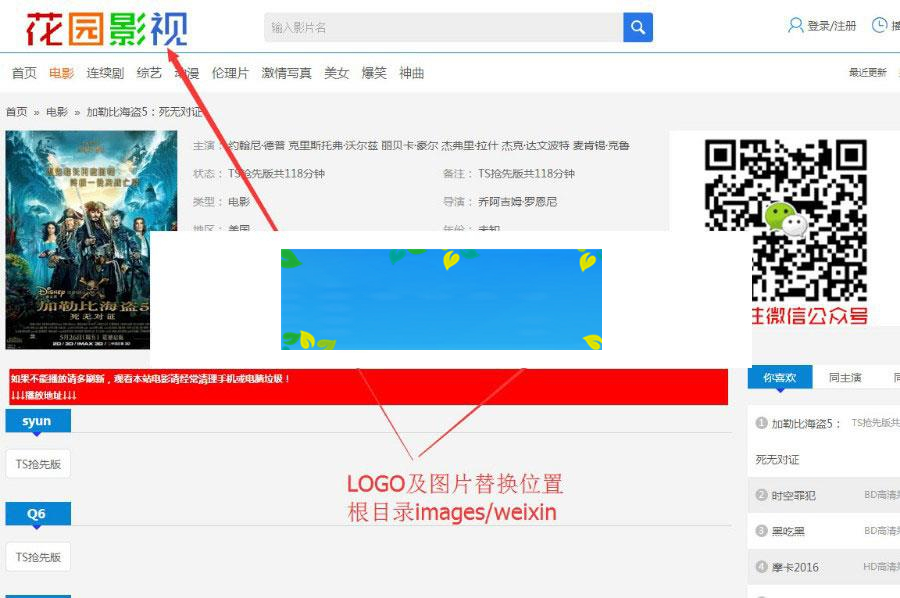 花园影视
输入影片名
登录/注册
首页 电影 连续剧 综艺 动漫 伦理片 激情写真 美女 爆笑 神曲
最近更新
首页 » 电影 » 加勒比海盗5：死无对证
主演：约翰尼·德普 克里斯托弗·沃尔兹 丽贝卡·豪尔 杰弗里·拉什 杰克·达文波特 麦肯锡·克鲁
状态：TS抢先版共118分钟
备注：TS抢先版共118分钟
类型：电影
导演：乔阿吉姆·罗恩尼
地区：美国
年份：未知
Disney
加勒比海盗5
死无对证
注微信公众号
如果不能播放请多刷新，观看本站电影请经常清理手机或电脑垃圾！
↓↓↓播放地址↓↓↓
你喜欢
同主演
syun
TS抢先版
Q6
TS抢先版
LOGO及图片替换位置
根目录images/weixin
1 加勒比海盗5：
TS抢先版共
死无对证
2 时空罪犯
BD高清
3 黑吃黑
BD高清
4 摩卡2016
HD高清